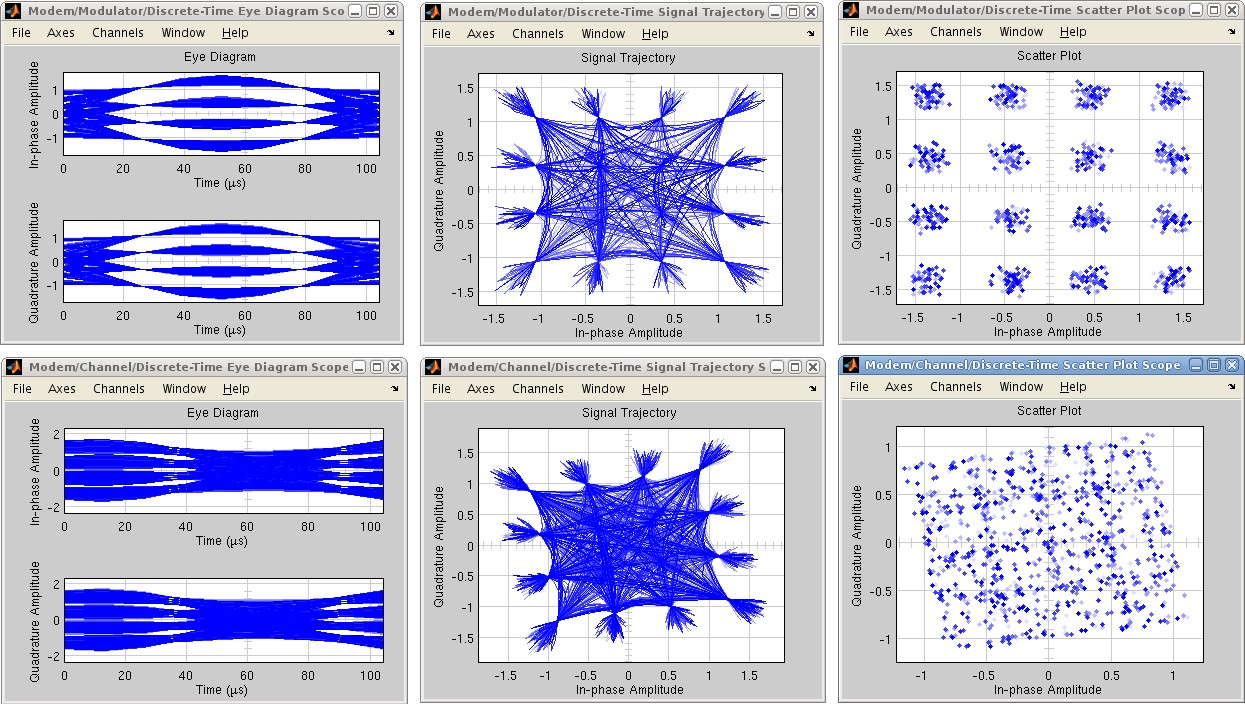 Modem/Modulator/Discrete-Time Eye Diagram Sco
File Axes Channels Window Help
Eye Diagram
In-phase Amplitude
1
0
-1
0 20 40 60 80 100
Time (µs)
Quadrature Amplitude
1
0
-1
0 20 40 60 80 100
Time (µs)
Modem/Modulator/Discrete-Time Signal Trajectory
File Axes Channels Window Help
Signal Trajectory
Quadrature Amplitude
1.5
1
0.5
0
-0.5
-1
-1.5
-1.5 -1 -0.5 0 0.5 1 1.5
In-phase Amplitude
Modem/Modulator/Discrete-Time Scatter Plot Scop
File Axes Channels Window Help
Scatter Plot
Quadrature Amplitude
1.5
1
0.5
0
-0.5
-1
-1.5
-1.5 -1 -0.5 0 0.5 1 1.5
In-phase Amplitude
Modem/Channel/Discrete-Time Eye Diagram Scope
File Axes Channels Window Help
Eye Diagram
In-phase Amplitude
2
0
-2
0 20 40 60 80 100
Time (µs)
Quadrature Amplitude
2
0
-2
0 20 40 60 80 100
Time (µs)
Modem/Channel/Discrete-Time Signal Trajectory S
File Axes Channels Window Help
Signal Trajectory
Quadrature Amplitude
1.5
1
0.5
0
-0.5
-1
-1.5
-1.5 -1 -0.5 0 0.5 1 1.5
In-phase Amplitude
Modem/Channel/Discrete-Time Scatter Plot Scope
File Axes Channels Window Help
Scatter Plot
Quadrature Amplitude
1
0.5
0
-0.5
-1
-1 -0.5 0 0.5 1
In-phase Amplitude